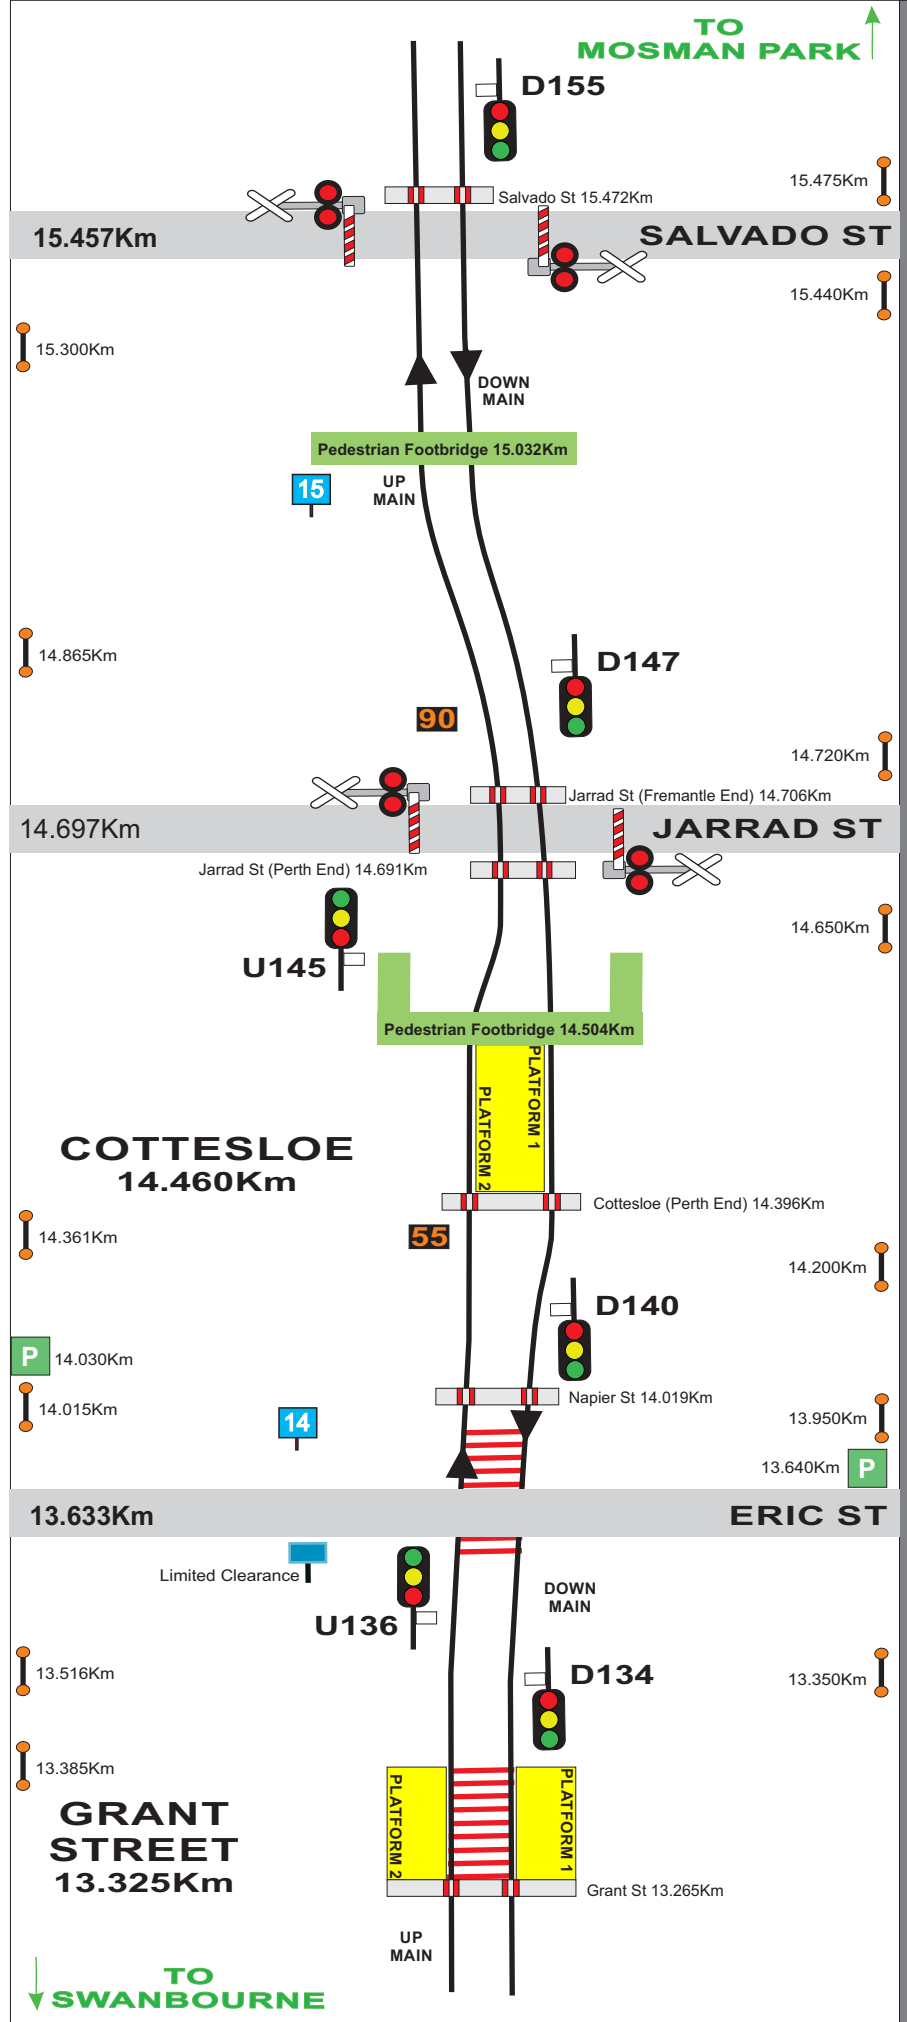 TO
MOSMAN PARK
D155
15.475Km
Salvado St 15.472Km
15.457Km
SALVADO ST
15.440Km
15.300Km
DOWN
MAIN
Pedestrian Footbridge 15.032Km
15
UP
MAIN
14.865Km
D147
90
14.720Km
Jarrad St (Fremantle End) 14.706Km
14.697Km
JARRAD ST
Jarrad St (Perth End) 14.691Km
14.650Km
U145
Pedestrian Footbridge 14.504Km
PLATFORM 1
PLATFORM 2
COTTESLOE
14.460Km
Cottesloe (Perth End) 14.396Km
55
14.361Km
14.200Km
D140
P
14.030Km
Napier St 14.019Km
14.015Km
14
13.950Km
13.640Km
P
13.633Km
ERIC ST
Limited Clearance
DOWN
MAIN
U136
13.516Km
D134
13.350Km
13.385Km
PLATFORM 2
PLATFORM 1
GRANT
STREET
13.325Km
Grant St 13.265Km
UP
MAIN
TO
SWANBOURNE